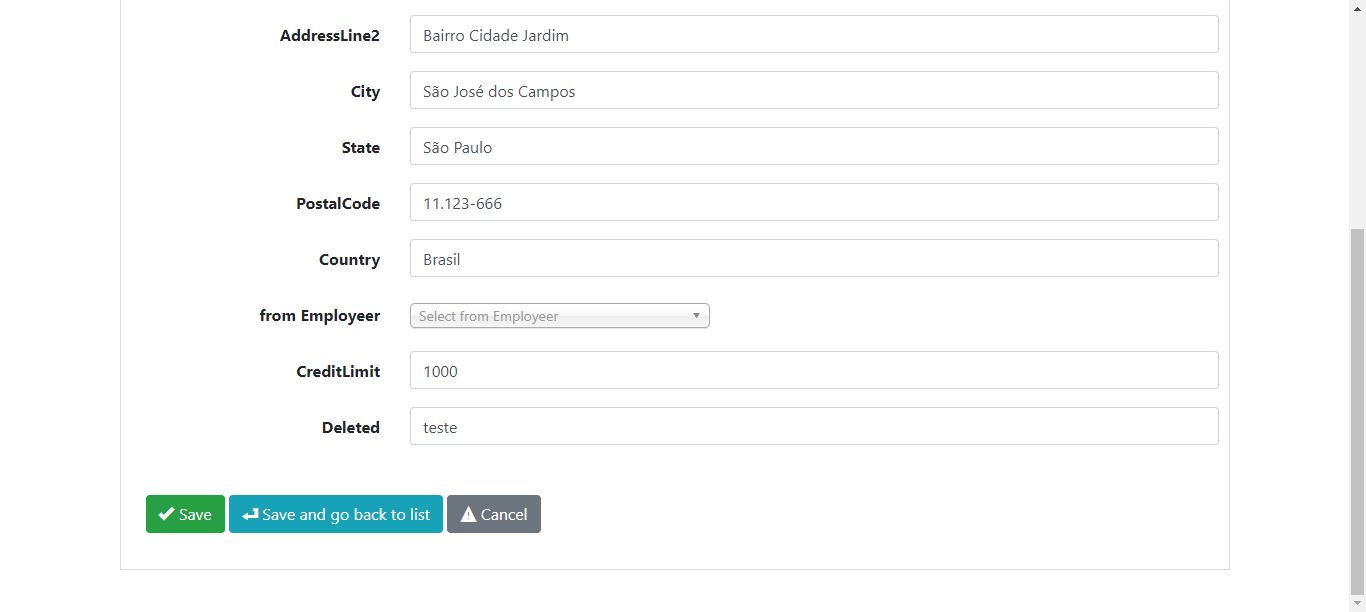 AddressLine2 Bairro Cidade Jardim
City São José dos Campos
State São Paulo
PostalCode 11.123-666
Country Brasil
from Employeer Select from Employeer
CreditLimit 1000
Deleted teste
Save Save and go back to list Cancel